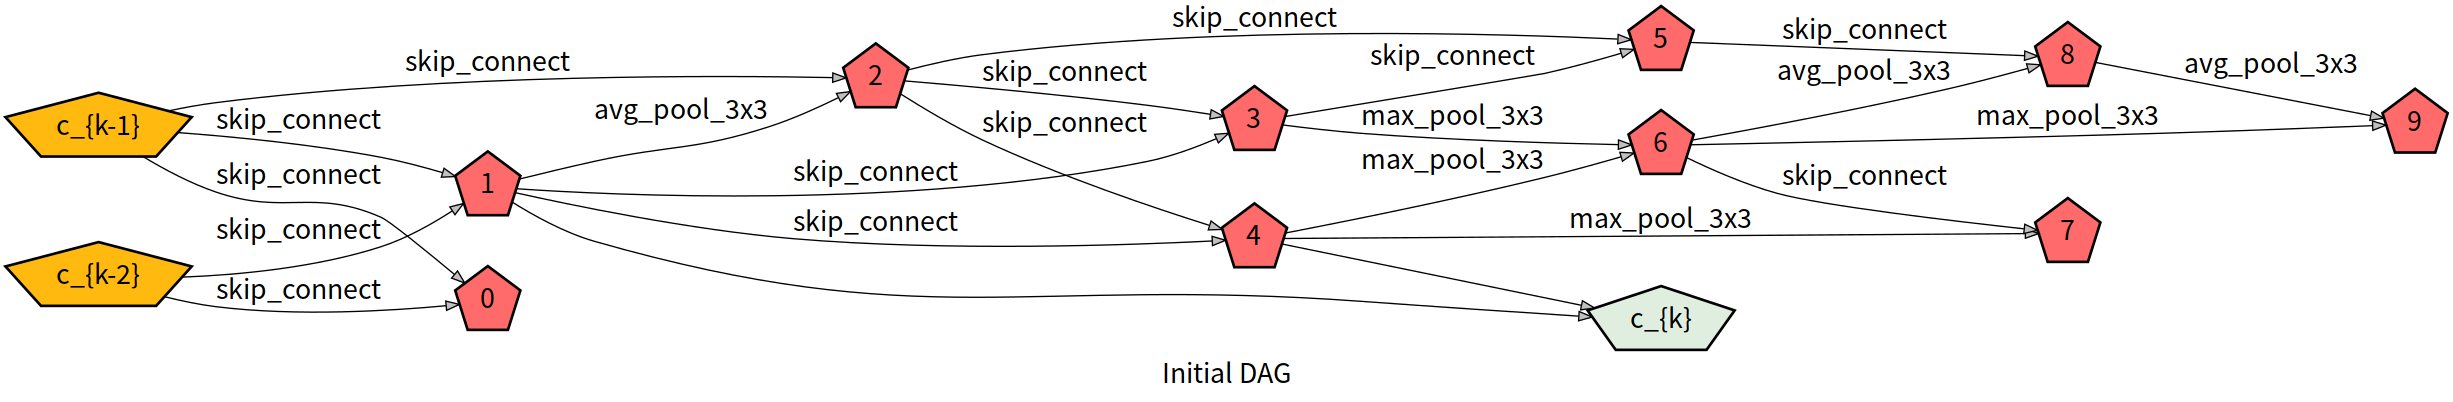 skip_connect
skip_connect
5
skip_connect
8
skip_connect
skip_connect
2
skip_connect
avg_pool_3x3
avg_pool_3x3
c_{k-1}
skip_connect
avg_pool_3x3
3
max_pool_3x3
max_pool_3x3
9
skip_connect
6
skip_connect
1
skip_connect
max_pool_3x3
skip_connect
skip_connect
skip_connect
4
max_pool_3x3
7
c_{k-2}
skip_connect
0
c_{k}
Initial DAG